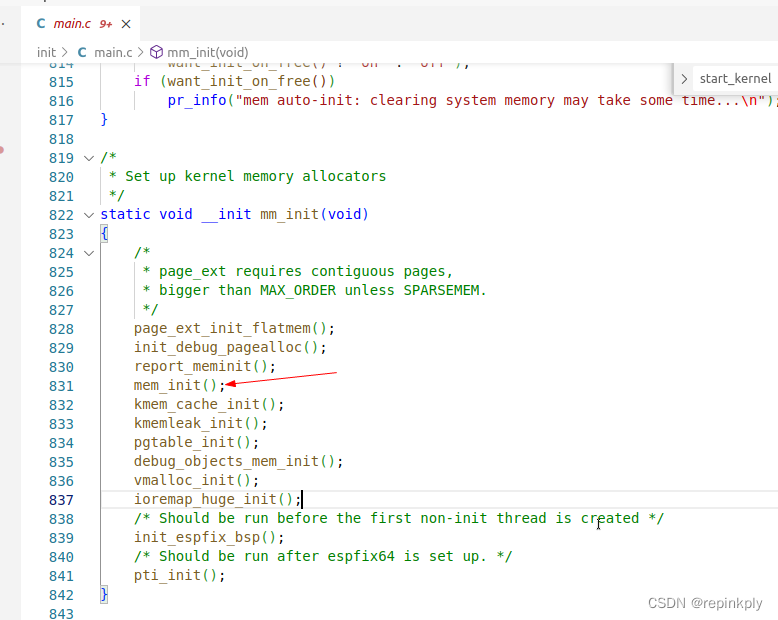 C main.c 9+ ×
init > C main.c > mm_init(void)
814 want_init_on_free() ? "on" : "off");
815 if (want_init_on_free())
> start_kernel
816 pr_info("mem auto-init: clearing system memory may take some time...\n");
817 }
818
819 /*
820 * Set up kernel memory allocators
821 */
822 static void __init mm_init(void)
823 {
824 /*
825 * page_ext requires contiguous pages,
826 * bigger than MAX_ORDER unless SPARSEMEM.
827 */
828 page_ext_init_flatmem();
829 init_debug_pagealloc();
830 report_meminit();
831 mem_init();
832 kmem_cache_init();
833 kmemleak_init();
834 pgtable_init();
835 debug_objects_mem_init();
836 vmalloc_init();
837 ioremap_huge_init();
838 /* Should be run before the first non-init thread is created */
839 init_espfix_bsp();
840 /* Should be run after espfix64 is set up. */
841 pti_init();
842 }
843
CSDN @repinkply